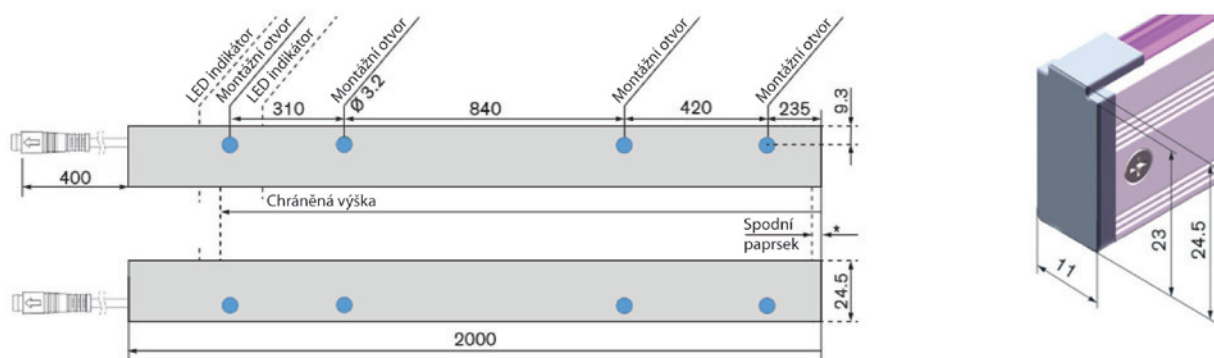 LED indikátor
Montážní otvor
LED indikátor
Montážní otvor
Ø 3.2
Montážní otvor
Montážní otvor
310
840
420
235
9.3
400
Chráněná výška
Spodní
paprsek
*
24.5
2000
11
23
24.5